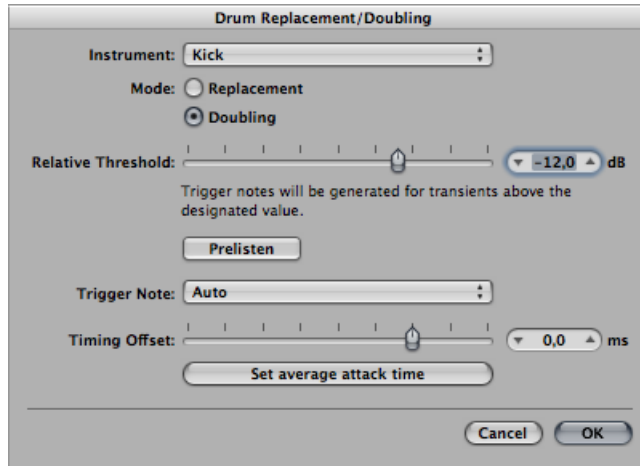 Drum Replacement/Doubling
Instrument: Kick
Mode: Replacement
Doubling
Relative Threshold: -12,0 dB
Trigger notes will be generated for transients above the
designated value.
Prelisten
Trigger Note: Auto
Timing Offset: 0,0 ms
Set average attack time
Cancel OK